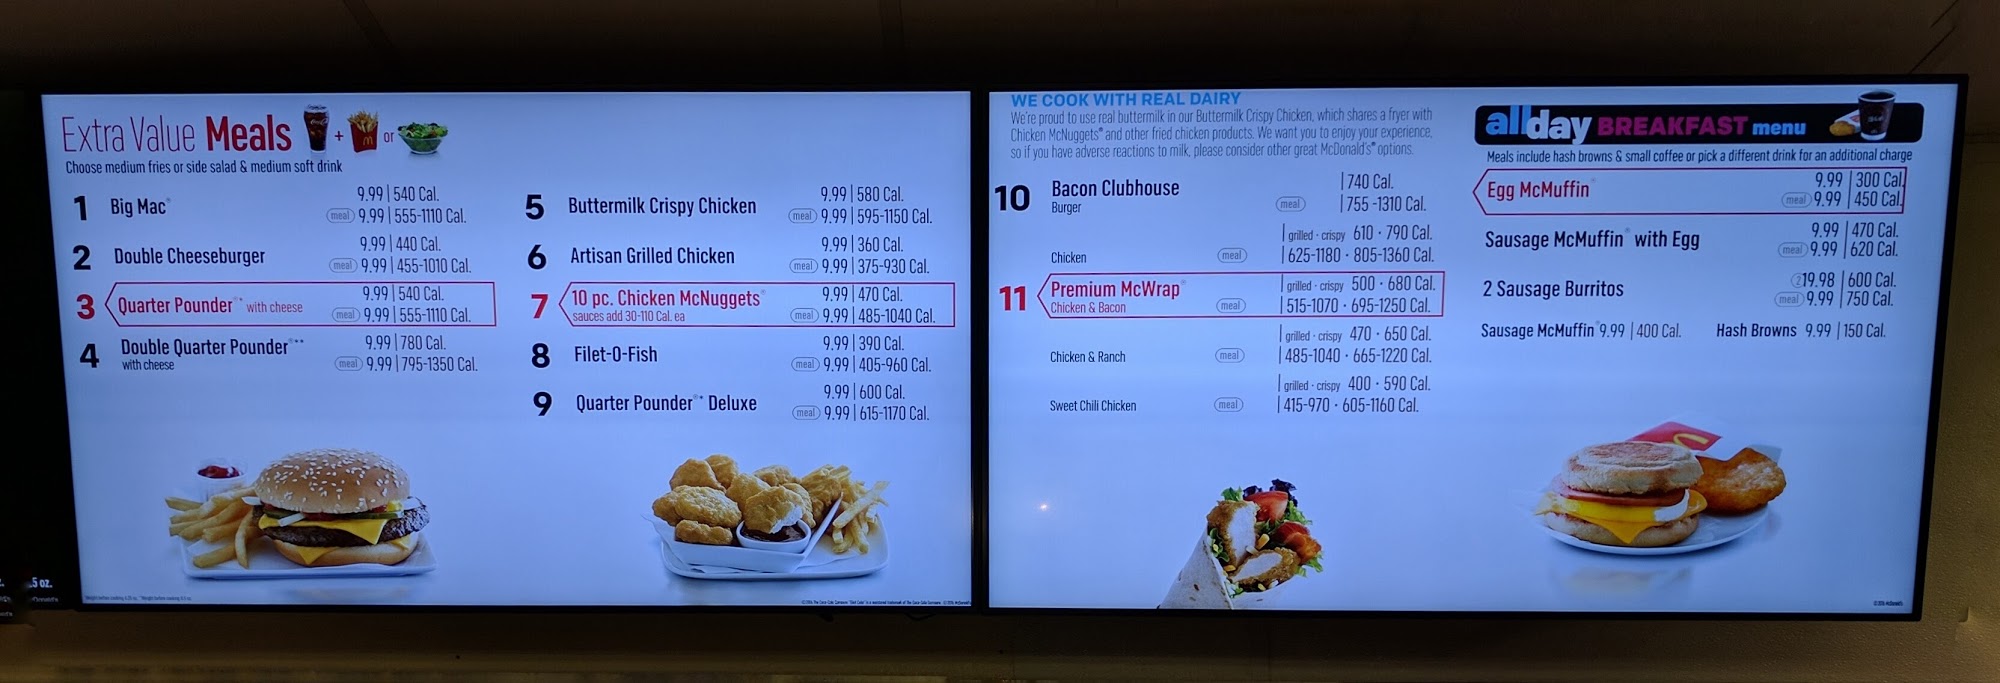 Extra Value Meals + or
Choose medium fries or side salad & medium soft drink
1 Big Mac® 9.99 | 540 Cal.
meal 9.99 | 555-1110 Cal.
2 Double Cheeseburger 9.99 | 440 Cal.
meal 9.99 | 455-1010 Cal.
3 Quarter Pounder®* with cheese 9.99 | 540 Cal.
meal 9.99 | 555-1110 Cal.
4 Double Quarter Pounder®** 9.99 | 780 Cal.
with cheese meal 9.99 | 795-1350 Cal.
5 Buttermilk Crispy Chicken 9.99 | 580 Cal.
meal 9.99 | 595-1150 Cal.
6 Artisan Grilled Chicken 9.99 | 360 Cal.
meal 9.99 | 375-930 Cal.
7 10 pc. Chicken McNuggets® 9.99 | 470 Cal.
sauces add 30-110 Cal. ea meal 9.99 | 485-1040 Cal.
8 Filet-O-Fish 9.99 | 390 Cal.
meal 9.99 | 405-960 Cal.
9 Quarter Pounder®* Deluxe 9.99 | 600 Cal.
meal 9.99 | 615-1170 Cal.
WE COOK WITH REAL DAIRY
We're proud to use real buttermilk in our Buttermilk Crispy Chicken, which shares a fryer with
Chicken McNuggets® and other fried chicken products. We want you to enjoy your experience,
so if you have adverse reactions to milk, please consider other great McDonald's® options.
10 Bacon Clubhouse | 740 Cal.
Burger meal | 755 -1310 Cal.
| grilled · crispy 610 · 790 Cal.
Chicken meal | 625-1180 · 805-1360 Cal.
11 Premium McWrap® | grilled · crispy 500 · 680 Cal.
Chicken & Bacon meal | 515-1070 · 695-1250 Cal.
| grilled · crispy 470 · 650 Cal.
Chicken & Ranch meal | 485-1040 · 665-1220 Cal.
| grilled · crispy 400 · 590 Cal.
Sweet Chili Chicken meal | 415-970 · 605-1160 Cal.
allday BREAKFAST menu
Meals include hash browns & small coffee or pick a different drink for an additional charge
Egg McMuffin® 9.99 | 300 Cal.
meal 9.99 | 450 Cal.
Sausage McMuffin® with Egg 9.99 | 470 Cal.
meal 9.99 | 620 Cal.
2 Sausage Burritos 2 19.98 | 600 Cal.
meal 9.99 | 750 Cal.
Sausage McMuffin® 9.99 | 400 Cal. Hash Browns 9.99 | 150 Cal.
.5 oz.